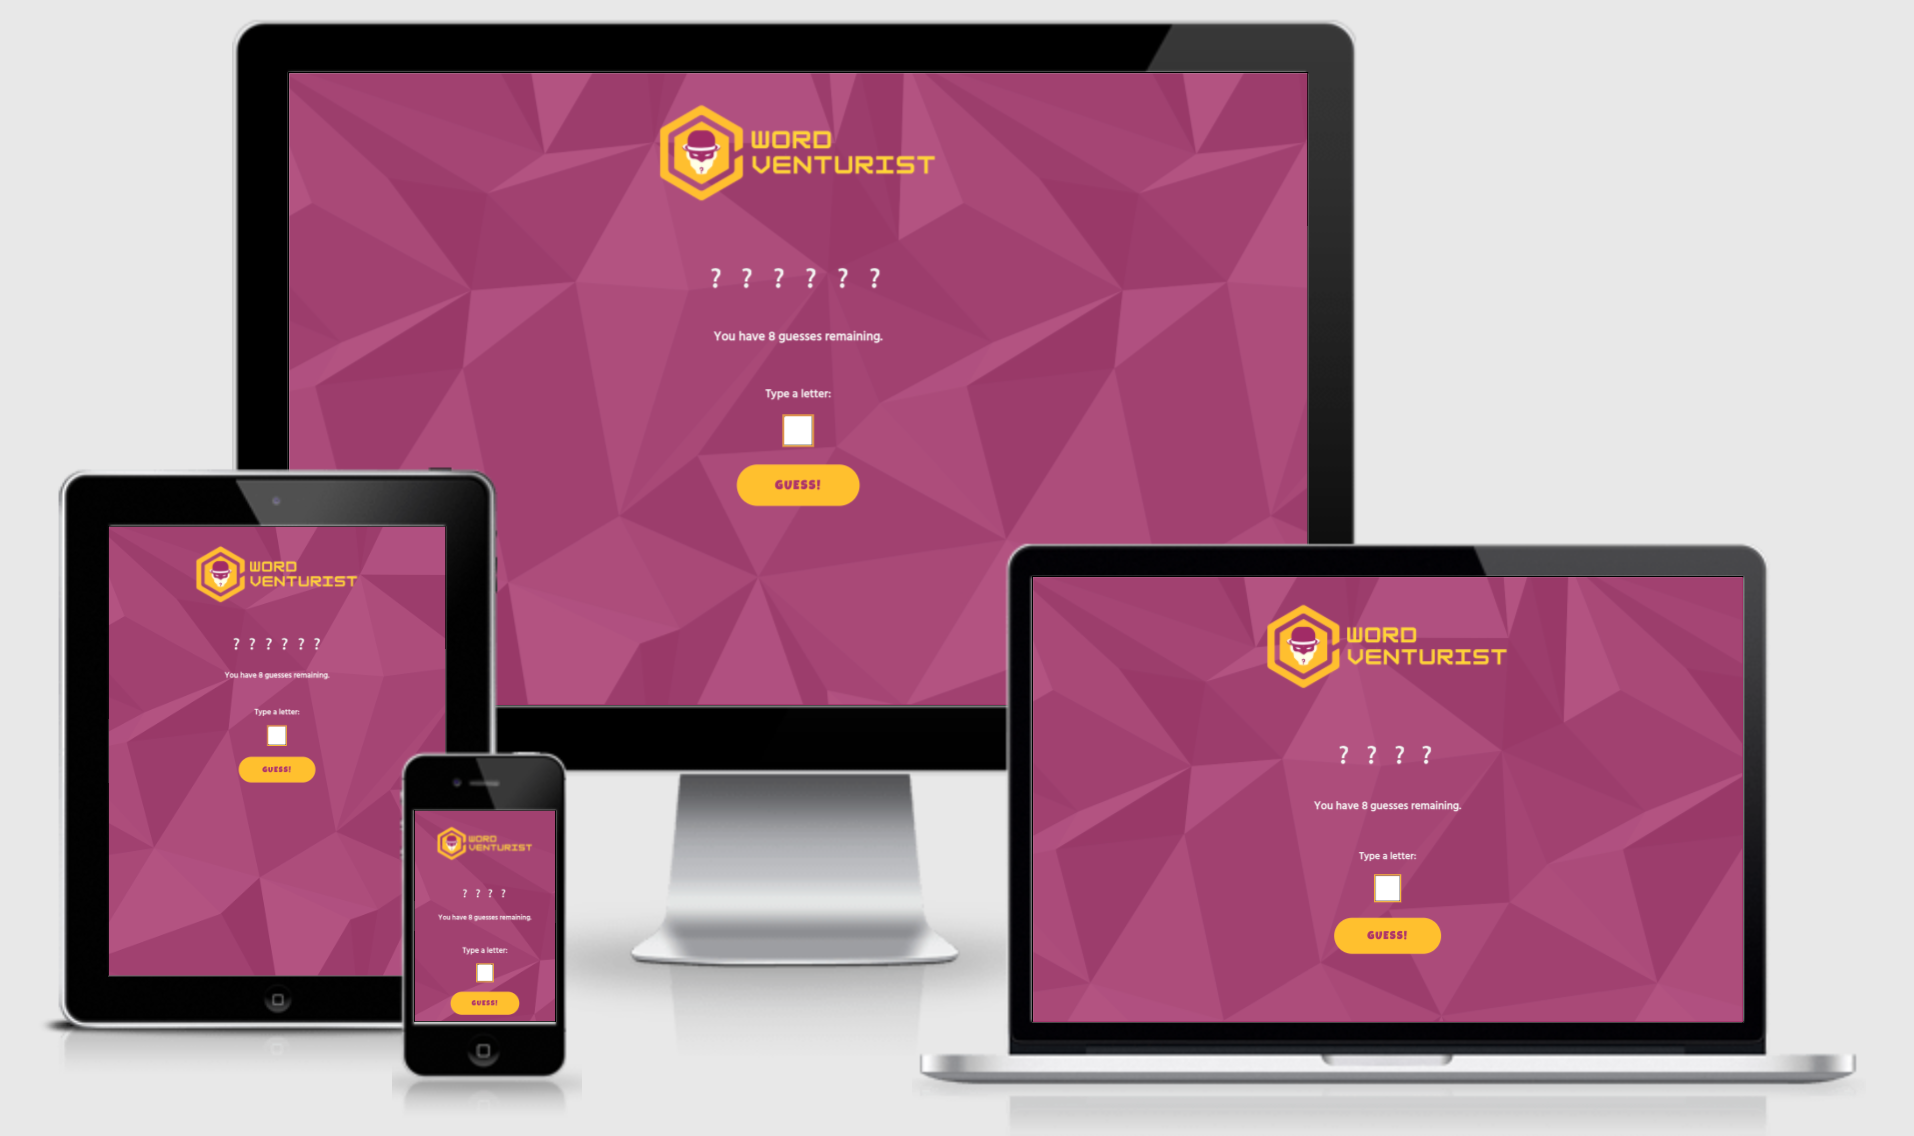 WORD
VENTURIST
? ? ? ? ? ?
You have 8 guesses remaining.
Type a letter:
GUESS!
WORD
VENTURIST
? ? ? ? ? ?
You have 8 guesses remaining.
Type a letter:
GUESS!
WORD
VENTURIST
? ? ? ?
You have 8 guesses remaining.
Type a letter:
GUESS!
WORD
VENTURIST
? ? ? ?
You have 8 guesses remaining.
Type a letter:
GUESS!